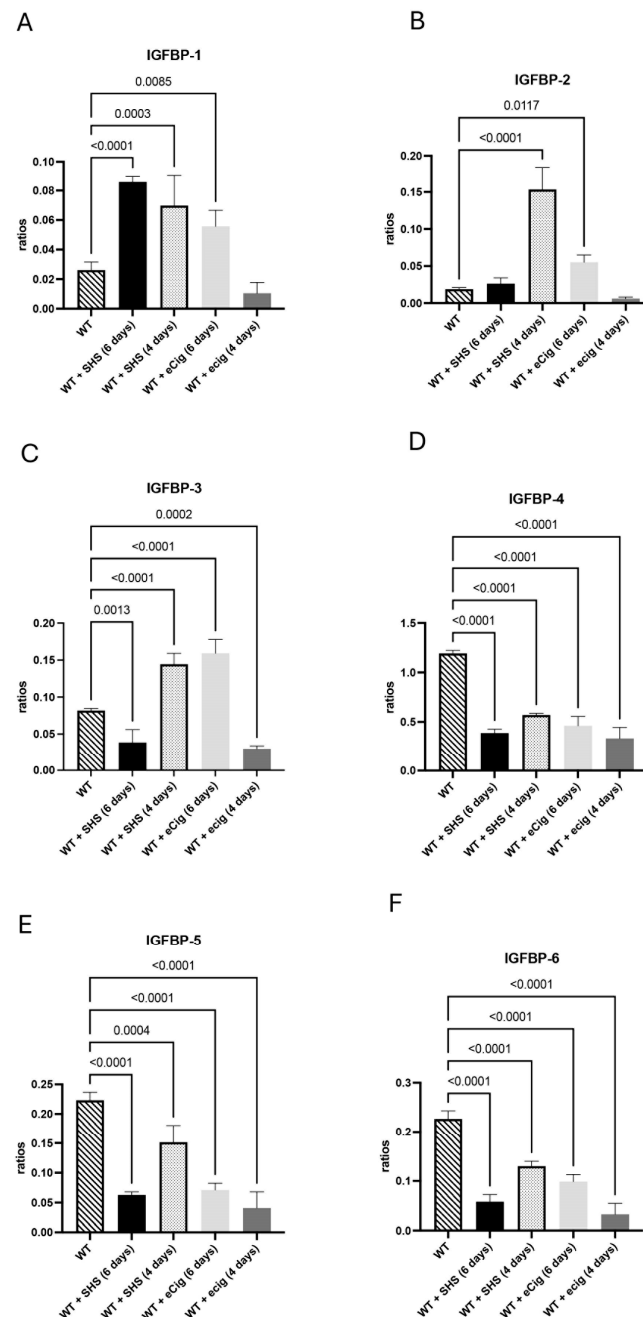 A
IGFBP-1
0.0085
0.0003
<0.0001
0.10
0.08
0.06
0.04
0.02
0.00
ratios
WT
WT + SHS (6 days)
WT + SHS (4 days)
WT + eCig (6 days)
WT + ecig (4 days)
B
IGFBP-2
0.0117
<0.0001
0.20
0.15
0.10
0.05
0.00
ratios
WT
WT + SHS (6 days)
WT + SHS (4 days)
WT + eCig (6 days)
WT + ecig (4 days)
C
IGFBP-3
0.0002
<0.0001
<0.0001
0.0013
0.20
0.15
0.10
0.05
0.00
ratios
WT
WT + SHS (6 days)
WT + SHS (4 days)
WT + eCig (6 days)
WT + ecig (4 days)
D
IGFBP-4
<0.0001
<0.0001
<0.0001
<0.0001
1.5
1.0
0.5
0.0
ratios
WT
WT + SHS (6 days)
WT + SHS (4 days)
WT + eCig (6 days)
WT + ecig (4 days)
E
IGFBP-5
<0.0001
<0.0001
0.0004
<0.0001
0.25
0.20
0.15
0.10
0.05
0.00
ratios
WT
WT + SHS (6 days)
WT + SHS (4 days)
WT + eCig (6 days)
WT + ecig (4 days)
F
IGFBP-6
<0.0001
<0.0001
<0.0001
<0.0001
0.3
0.2
0.1
0.0
ratios
WT
WT + SHS (6 days)
WT + SHS (4 days)
WT + eCig (6 days)
WT + ecig (4 days)